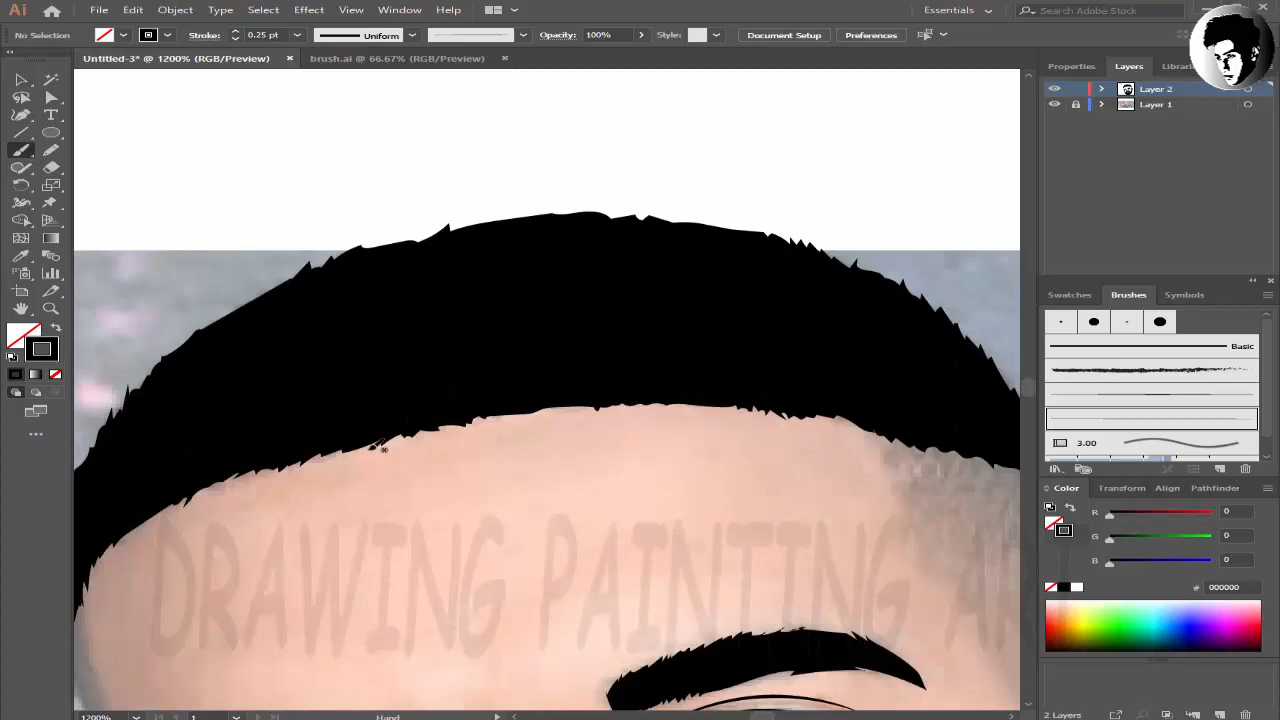 Ai File Edit Object Type Select Effect View Window Help Essentials Search Adobe Stock
No Selection Stroke: 0.25 pt Uniform Opacity: 100% Style: Document Setup Preferences
Untitled-3* @ 1200% (RGB/Preview) × brush.ai @ 66.67% (RGB/Preview) ×
Properties Layers Librari
Layer 2
Layer 1
Swatches Brushes Symbols
Basic
3.00
Color Transform Align Pathfinder
R 0
G 0
B 0
# 000000
DRAWING PAINTING AR
2 Layers
1200% 1 Hand